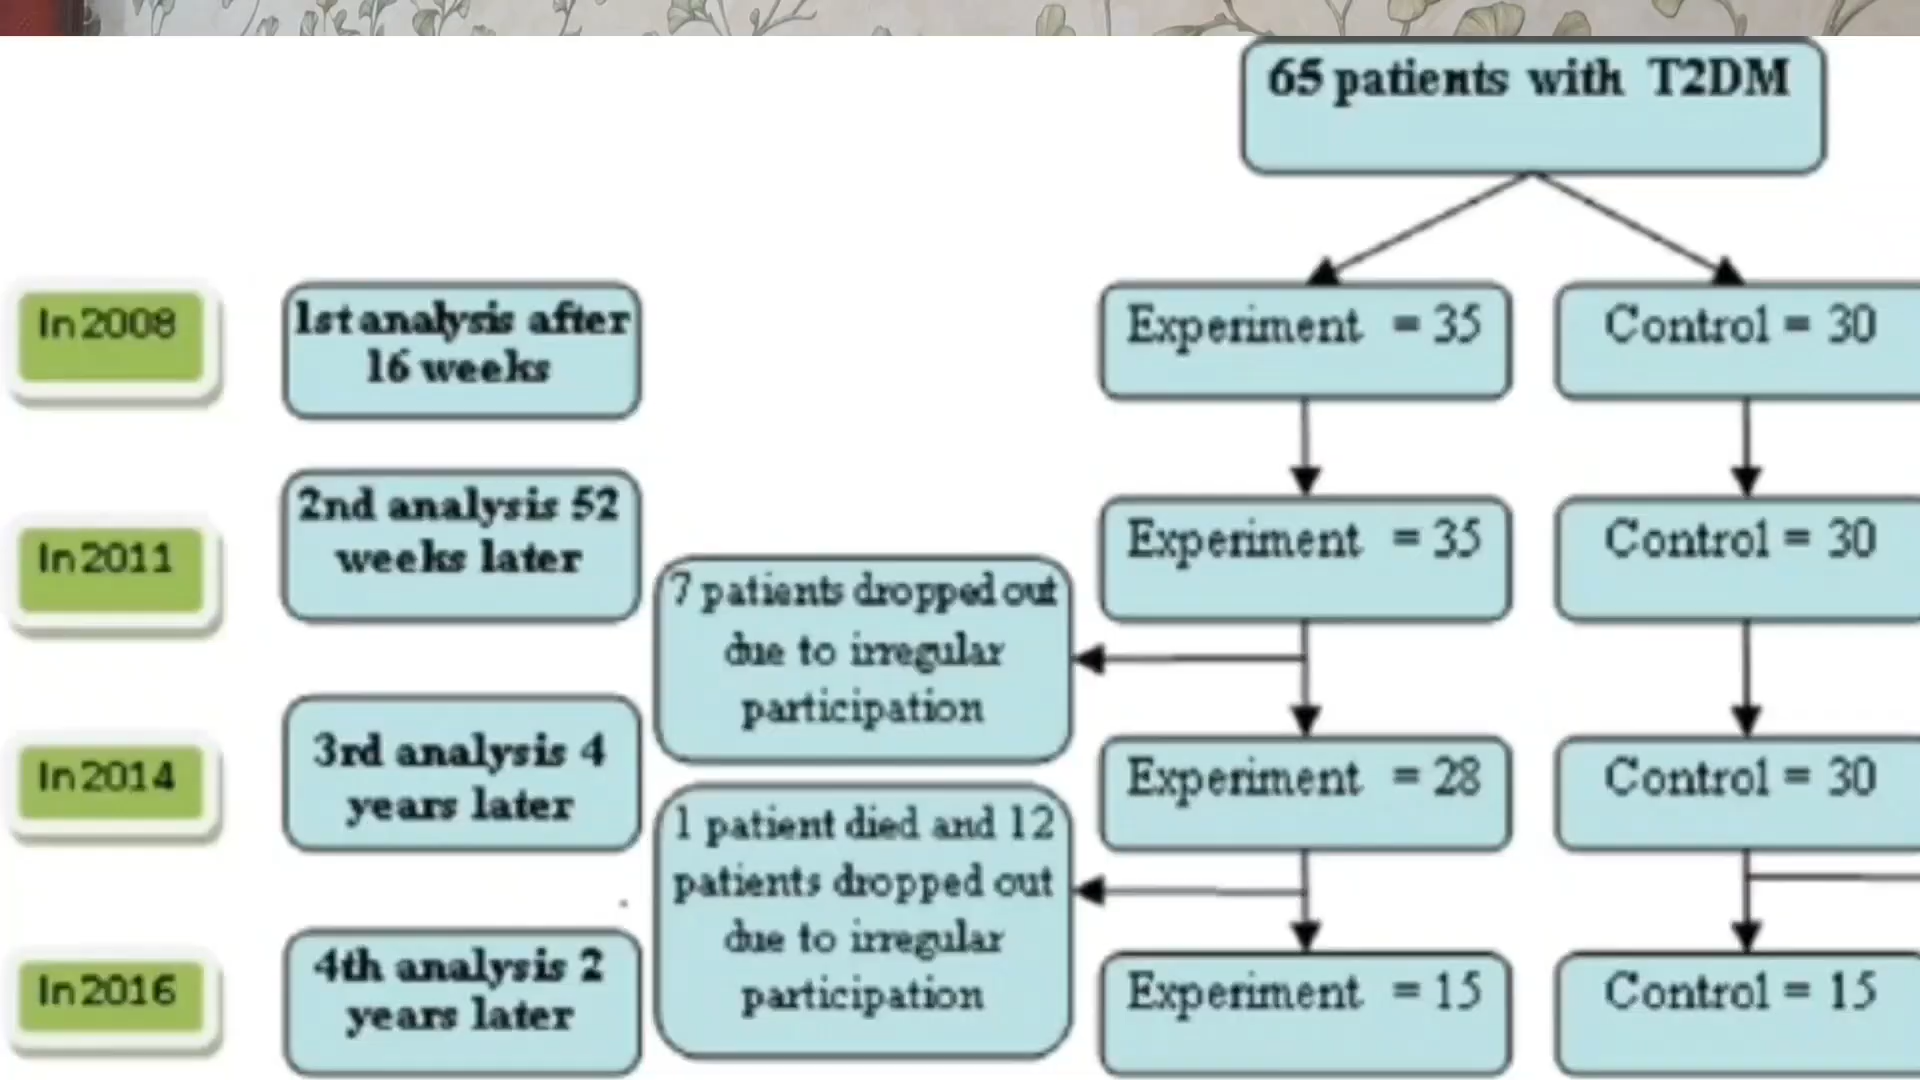 65 patients with T2DM
In 2008
1st analysis after
16 weeks
Experiment = 35
Control = 30
In 2011
2nd analysis 52
weeks later
Experiment = 35
Control = 30
7 patients dropped out
due to irregular
participation
In 2014
3rd analysis 4
years later
Experiment = 28
Control = 30
1 patient died and 12
patients dropped out
due to irregular
participation
In 2016
4th analysis 2
years later
Experiment = 15
Control = 15